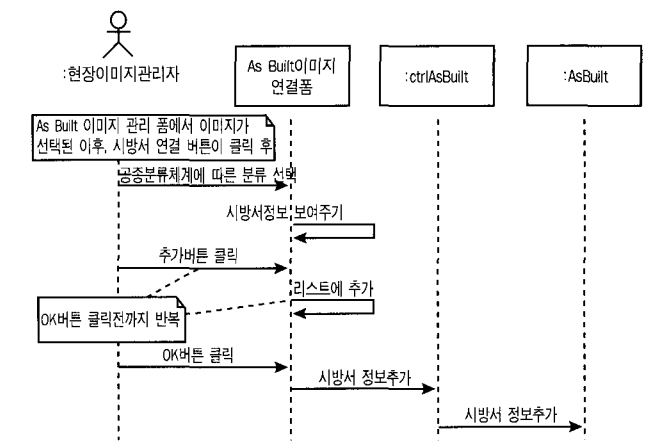 :현장이미지관리자
As Built이미지
연결폼
:ctrlAsBuilt
:AsBuilt
As Built 이미지 관리 폼에서 이미지가
선택된 이후, 시방서 연결 버튼이 클릭 후
공종분류체계에 따른 분류 선택
시방서정보 보여주기
추가버튼 클릭
리스트에 추가
OK버튼 클릭전까지 반복
OK버튼 클릭
시방서 정보추가
시방서 정보추가